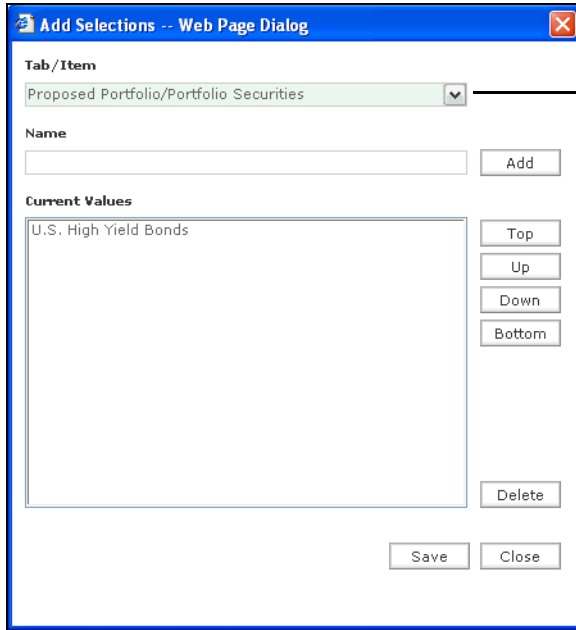 Add Selections -- Web Page Dialog
Tab/Item
Proposed Portfolio/Portfolio Securities
Name
Add
Current Values
U.S. High Yield Bonds
Top
Up
Down
Bottom
Delete
Save Close